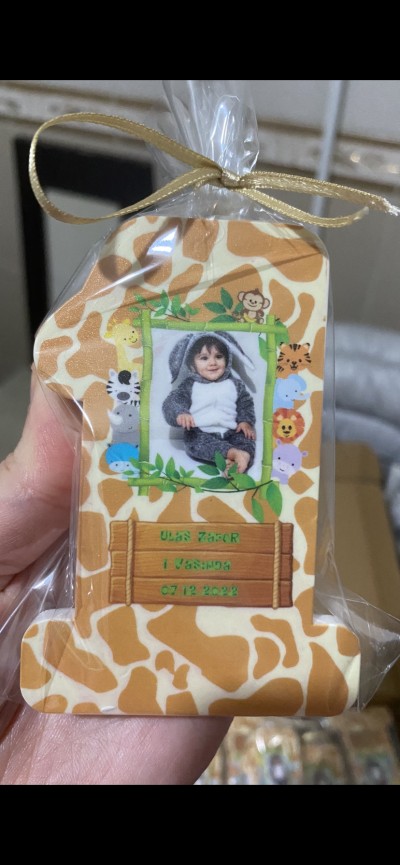 ULAŞ ZAFER
1 YAŞINDA
07.12.2022